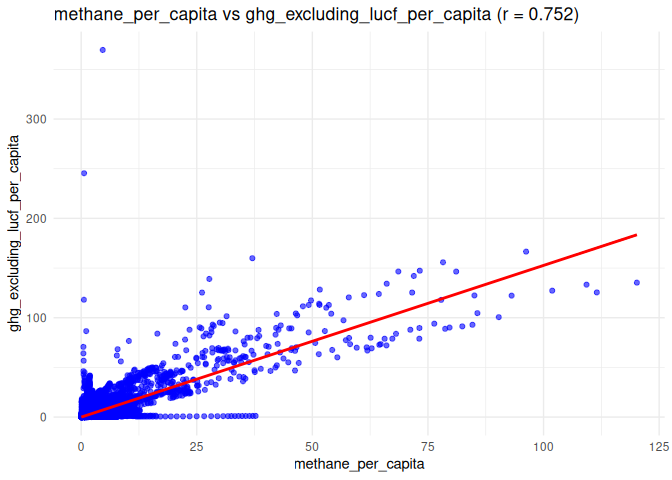 methane_per_capita vs ghg_excluding_lucf_per_capita (r = 0.752)
ghg_excluding_lucf_per_capita
300
200
100
0
0 25 50 75 100 125
methane_per_capita